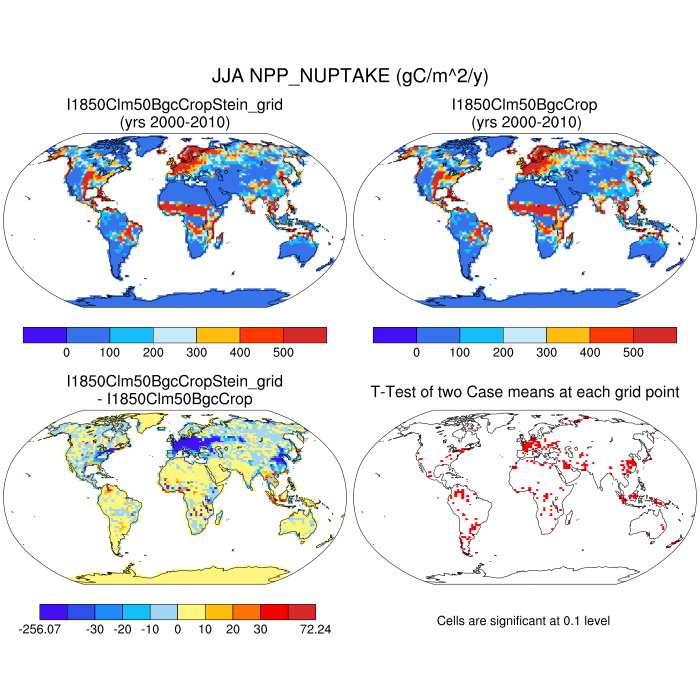 JJA NPP_NUPTAKE (gC/m^2/y)
I1850Clm50BgcCropStein_grid
(yrs 2000-2010)
I1850Clm50BgcCrop
(yrs 2000-2010)
0 100 200 300 400 500
0 100 200 300 400 500
I1850Clm50BgcCropStein_grid
- I1850Clm50BgcCrop
T-Test of two Case means at each grid point
-256.07 -30 -20 -10 0 10 20 30 72.24
Cells are significant at 0.1 level